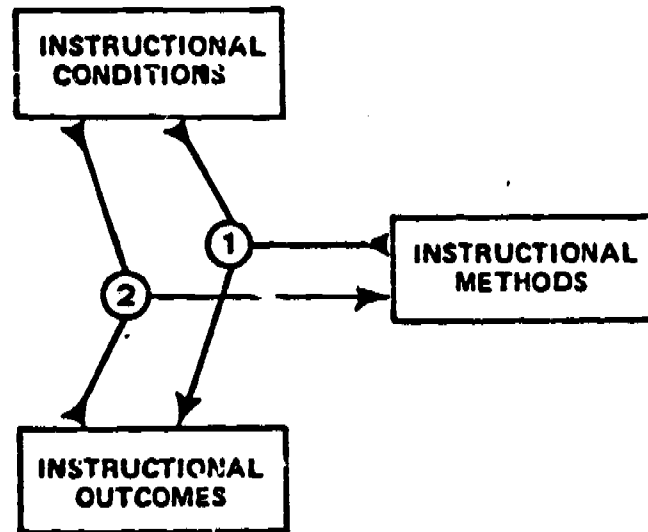 INSTRUCTIONAL
CONDITIONS
1
INSTRUCTIONAL
METHODS
2
INSTRUCTIONAL
OUTCOMES